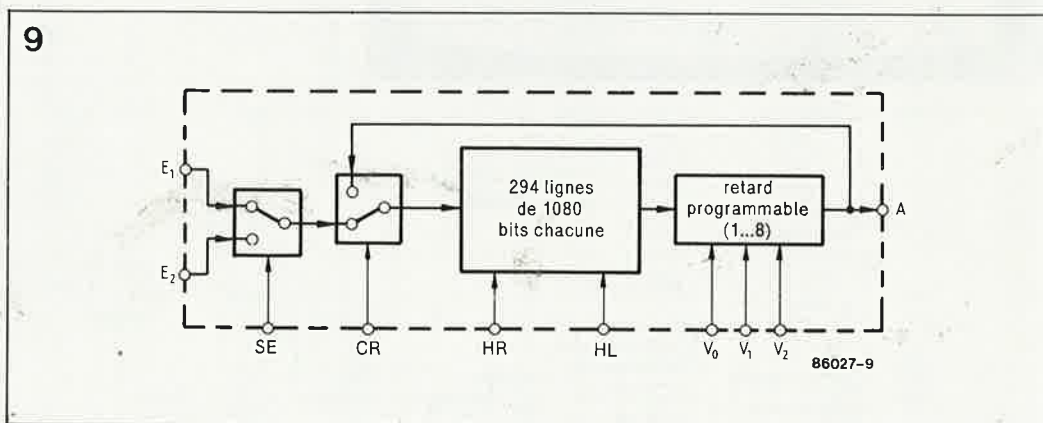 9
E₁
E₂
294 lignes
de 1080
bits chacune
retard
programmable
(1...8)
A
SE
CR
HR
HL
V₀
V₁
V₂
86027-9